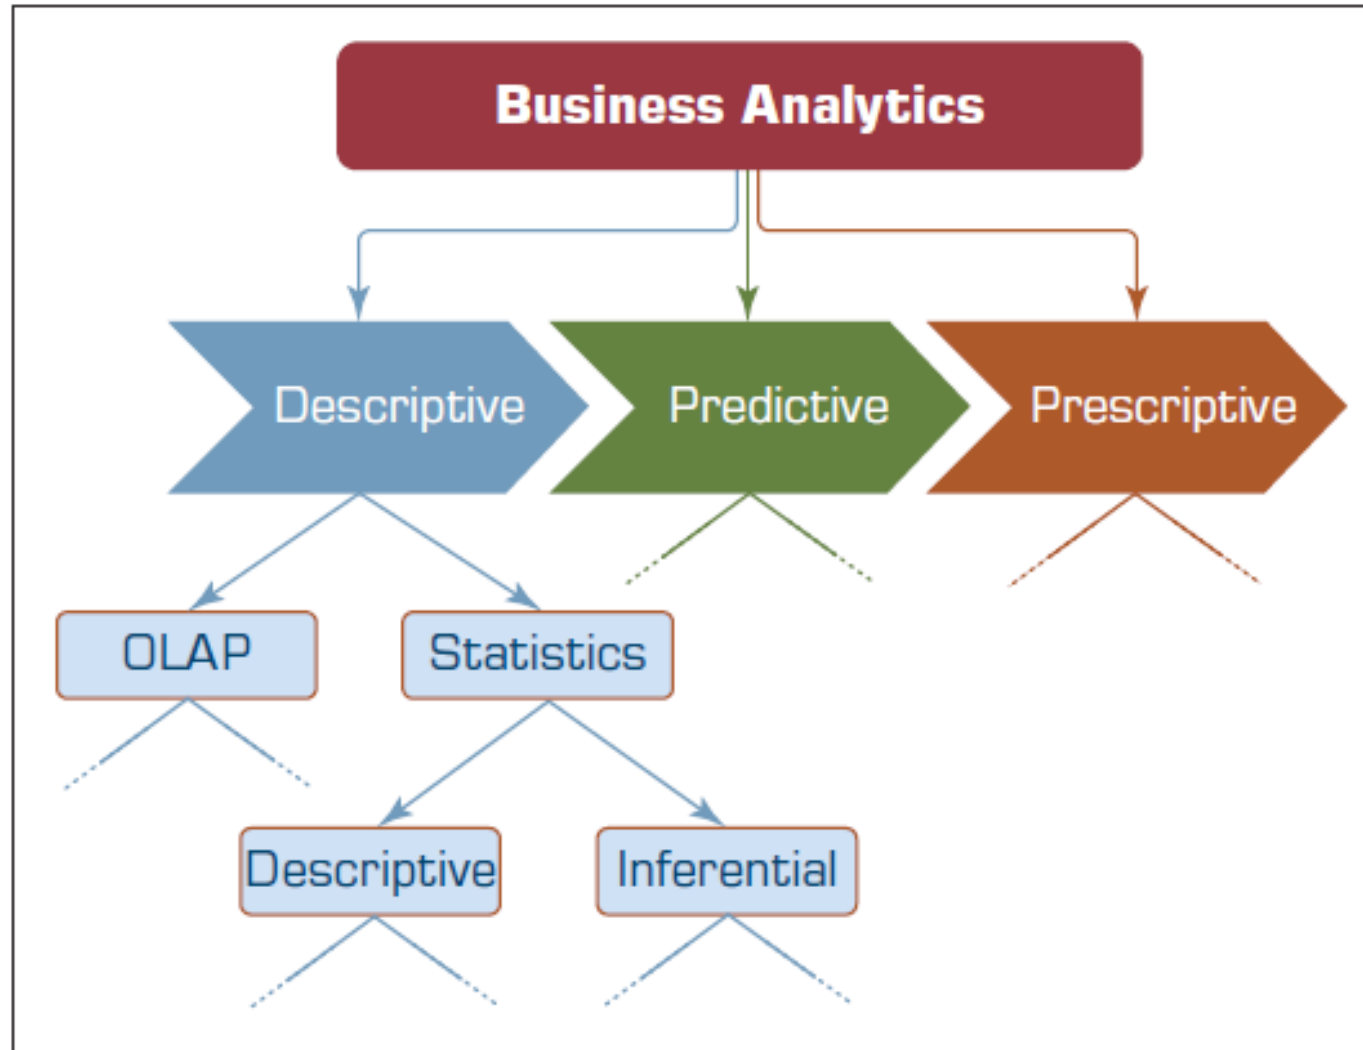 Business Analytics
Descriptive
Predictive
Prescriptive
OLAP
Statistics
Descriptive
Inferential